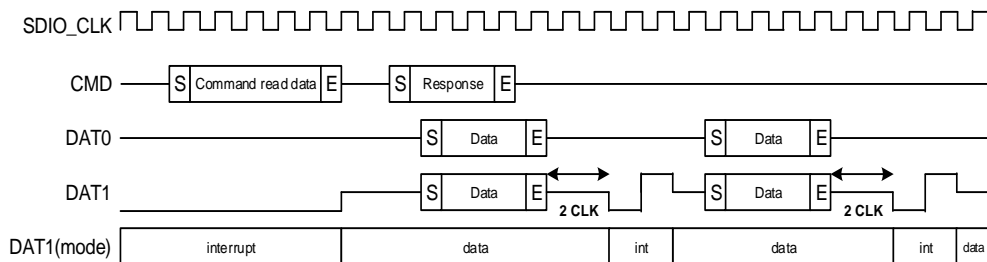 SDIO_CLK
CMD S Command read data E S Response E
DAT0 S Data E S Data E
DAT1 S Data E S Data E
2 CLK 2 CLK
DAT1(mode) interrupt data int data int data